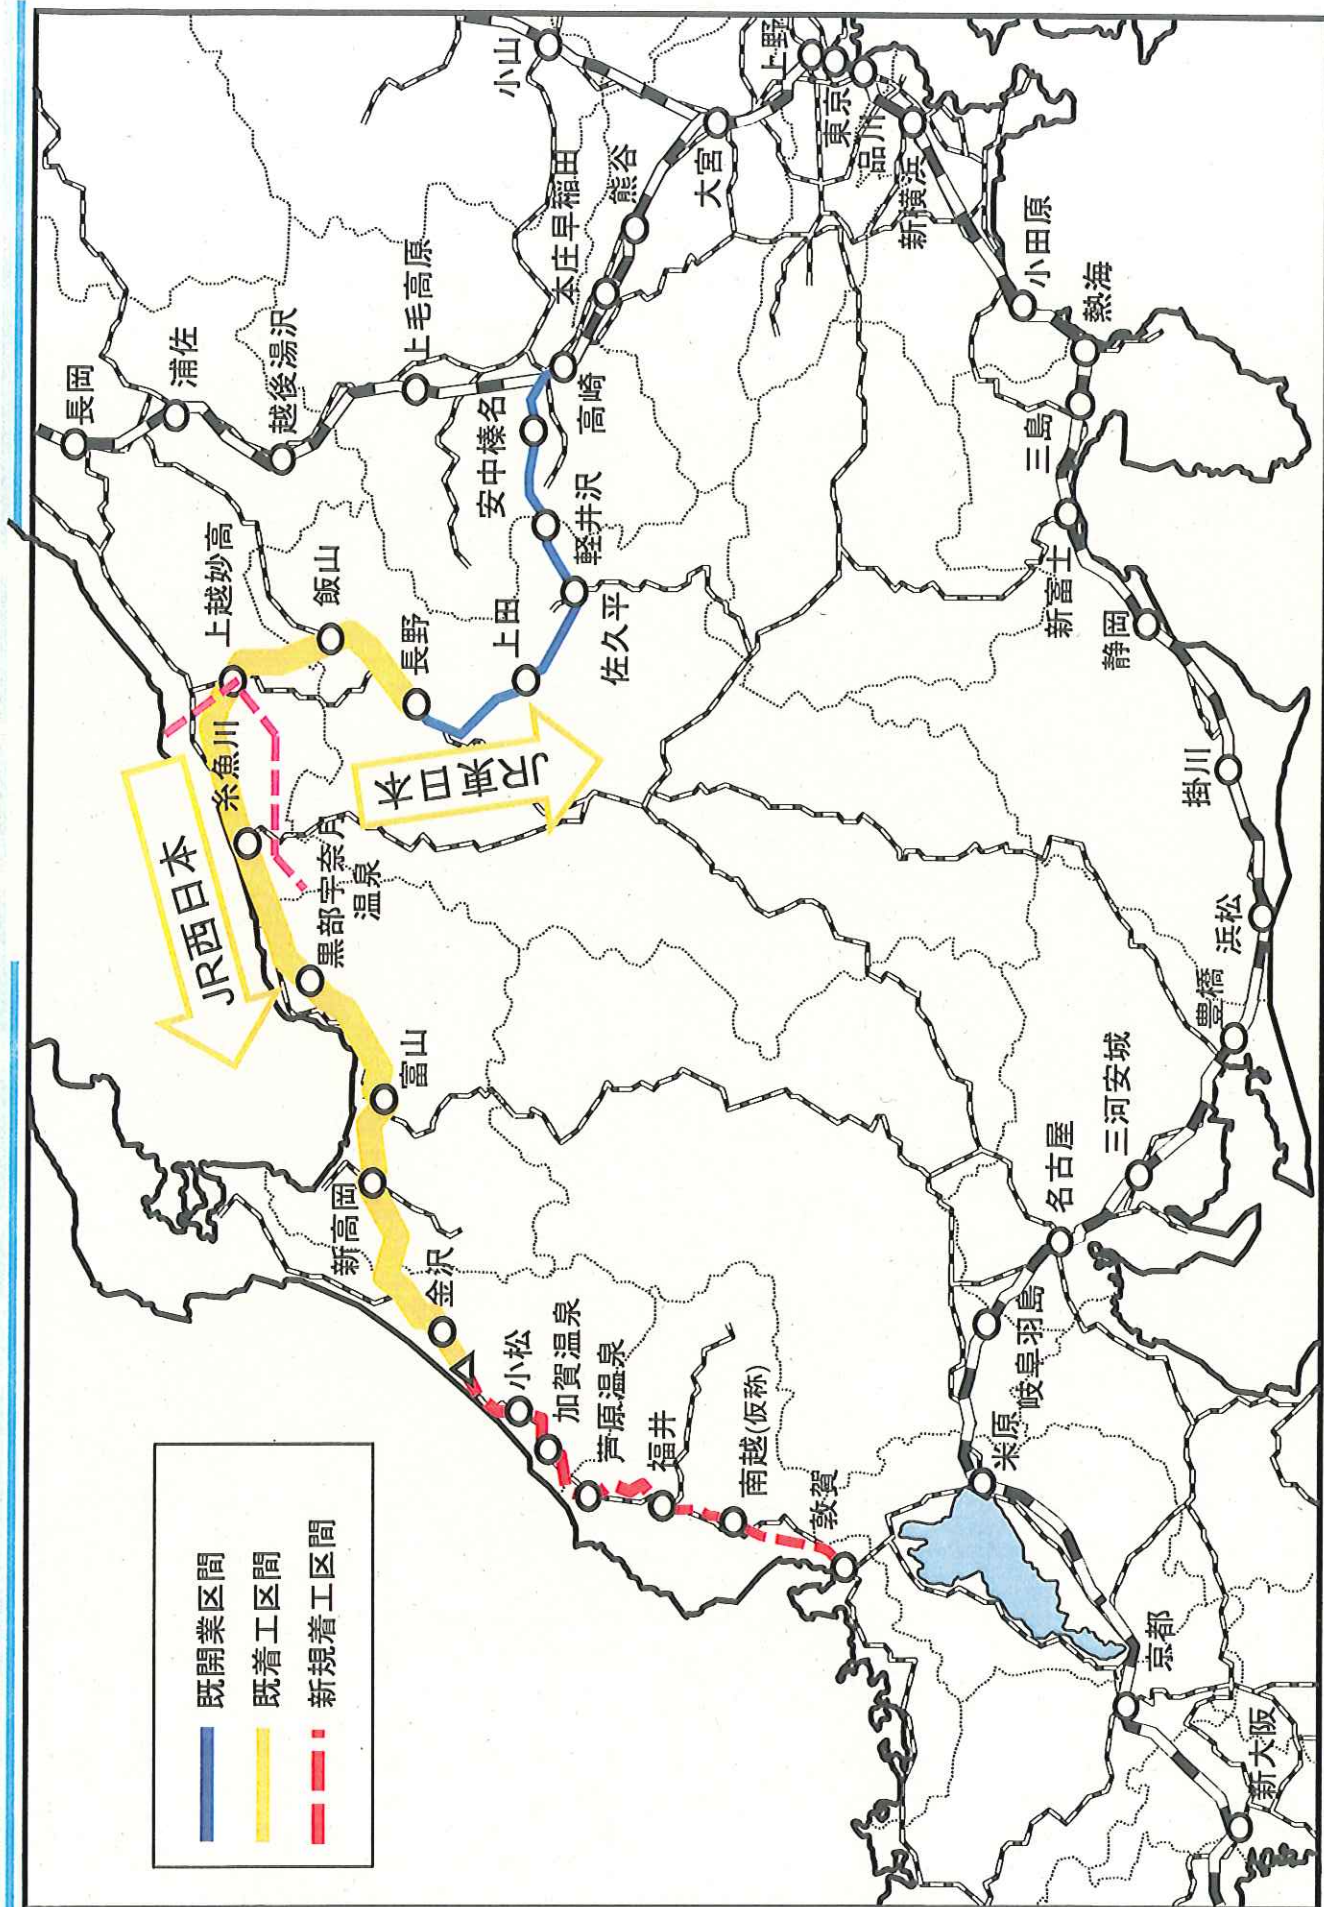 既開業区間
既着工区間
新規着工区間
JR西日本
JR東日本
長岡
浦佐
越後湯沢
上毛高原
小山
上越妙高
飯山
長野
上田
佐久平
軽井沢
安中榛名
高崎
本庄早稲田
熊谷
大宮
上野
東京
品川
新横浜
小田原
熱海
三島
新富士
静岡
掛川
浜松
豊橋
三河安城
名古屋
岐阜羽島
米原
京都
新大阪
糸魚川
黒部宇奈月
温泉
富山
新高岡
金沢
小松
加賀温泉
芦原温泉
福井
南越(仮称)
敦賀